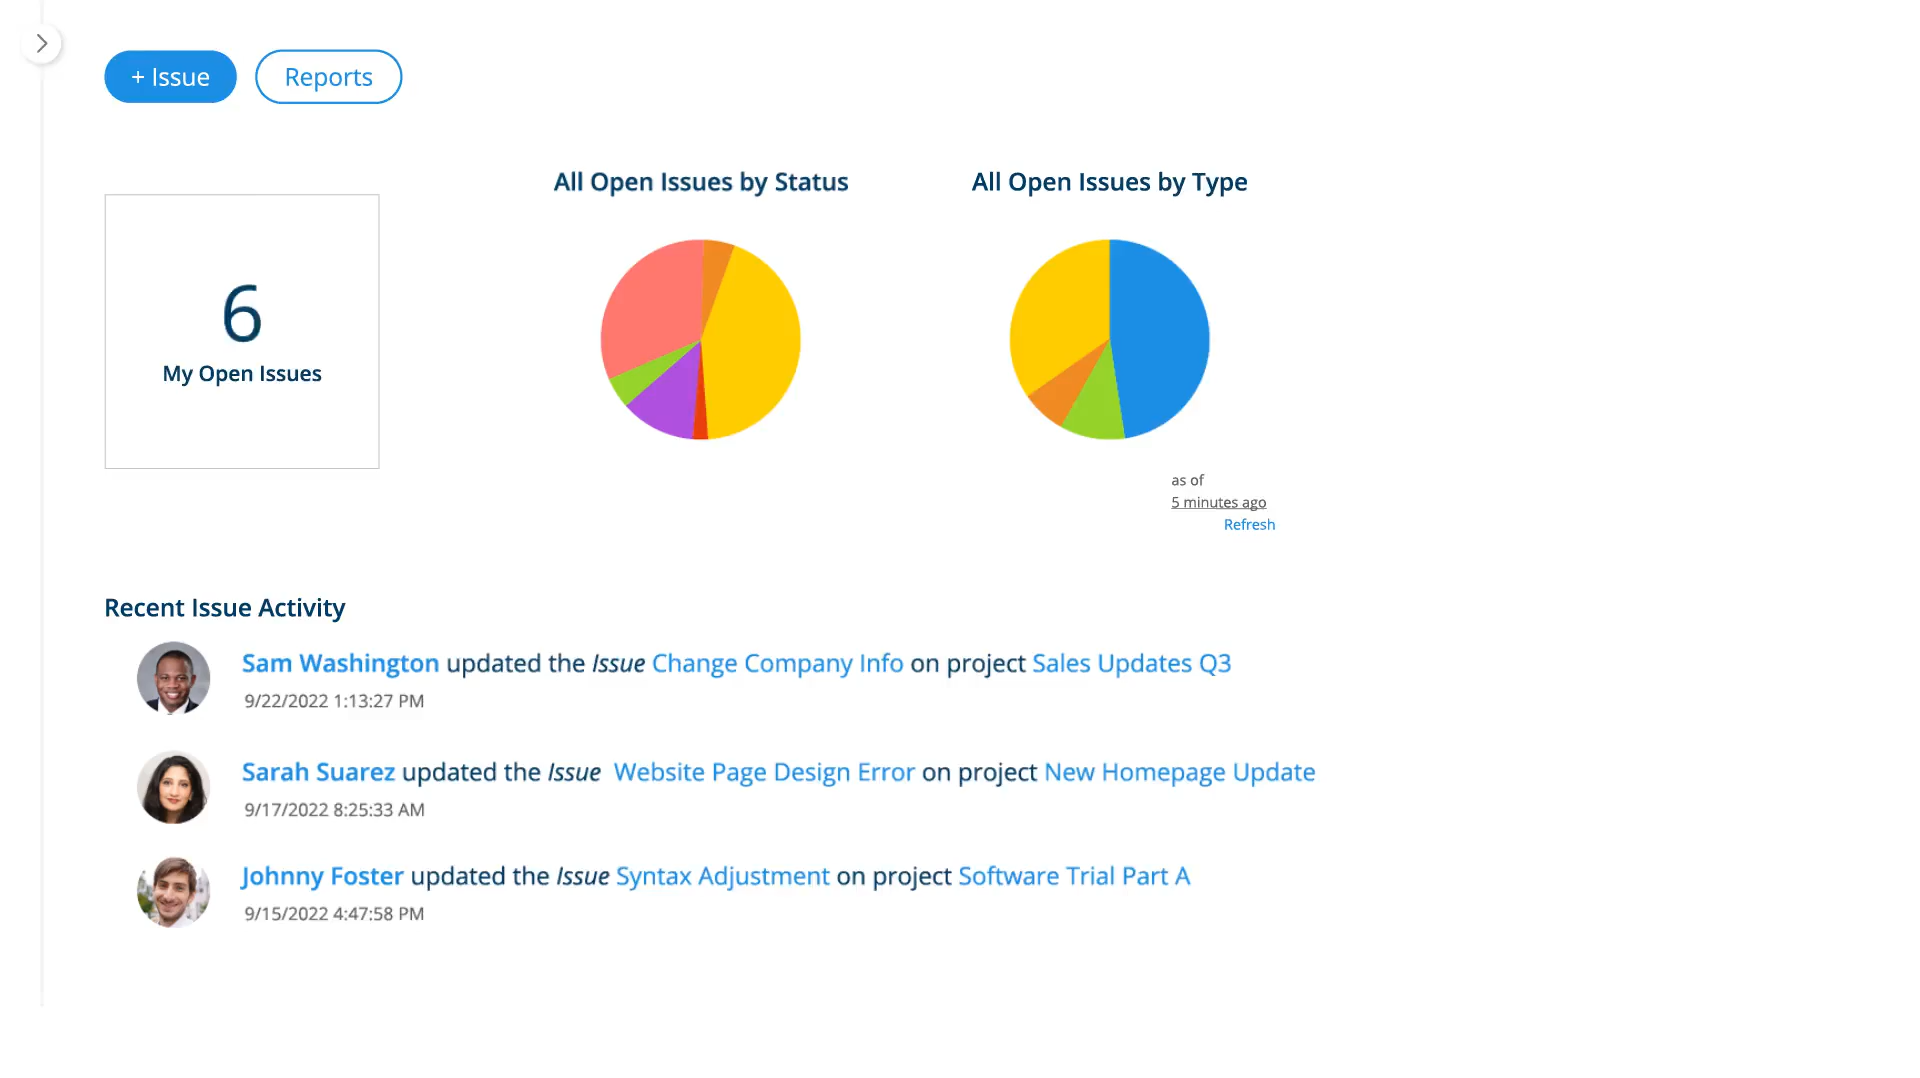 + Issue
Reports
All Open Issues by Status
All Open Issues by Type
6
My Open Issues
as of
5 minutes ago
Refresh
Recent Issue Activity
Sam Washington updated the Issue Change Company Info on project Sales Updates Q3
9/22/2022 1:13:27 PM
Sarah Suarez updated the Issue Website Page Design Error on project New Homepage Update
9/17/2022 8:25:33 AM
Johnny Foster updated the Issue Syntax Adjustment on project Software Trial Part A
9/15/2022 4:47:58 PM